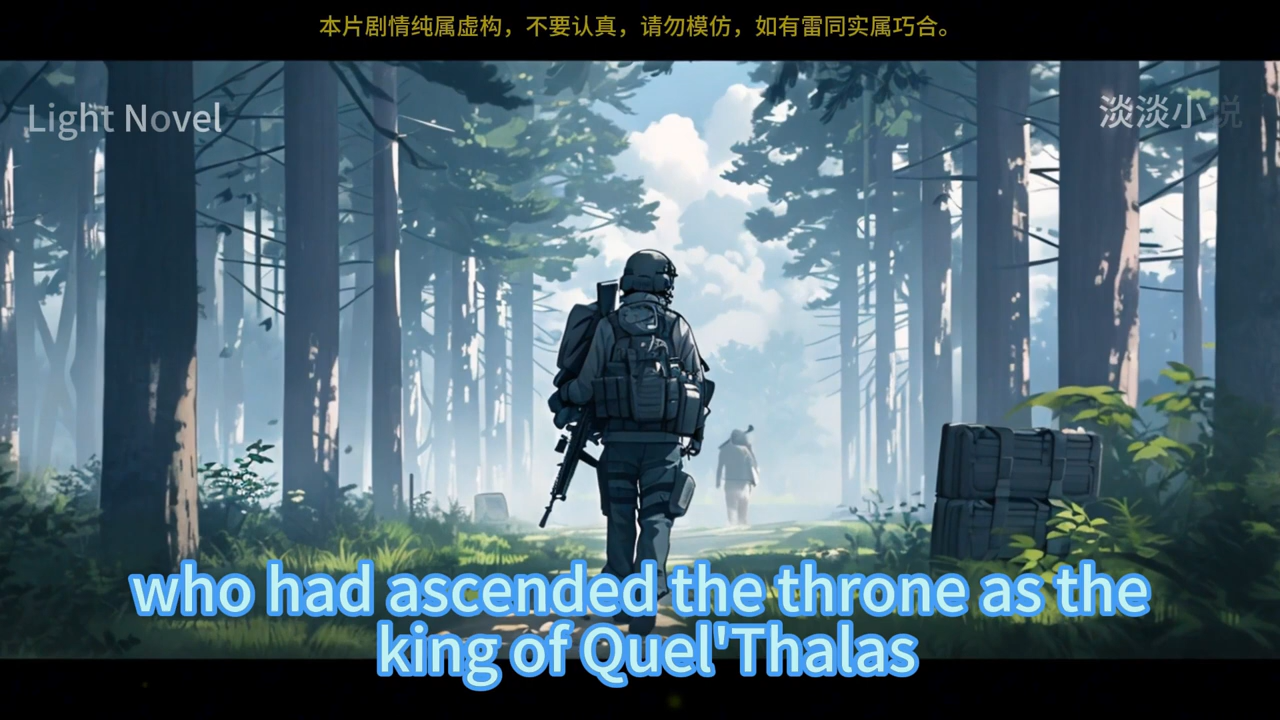 本片剧情纯属虚构，不要认真，请勿模仿，如有雷同实属巧合。
Light Novel
淡淡小说
who had ascended the throne as the
king of Quel'Thalas